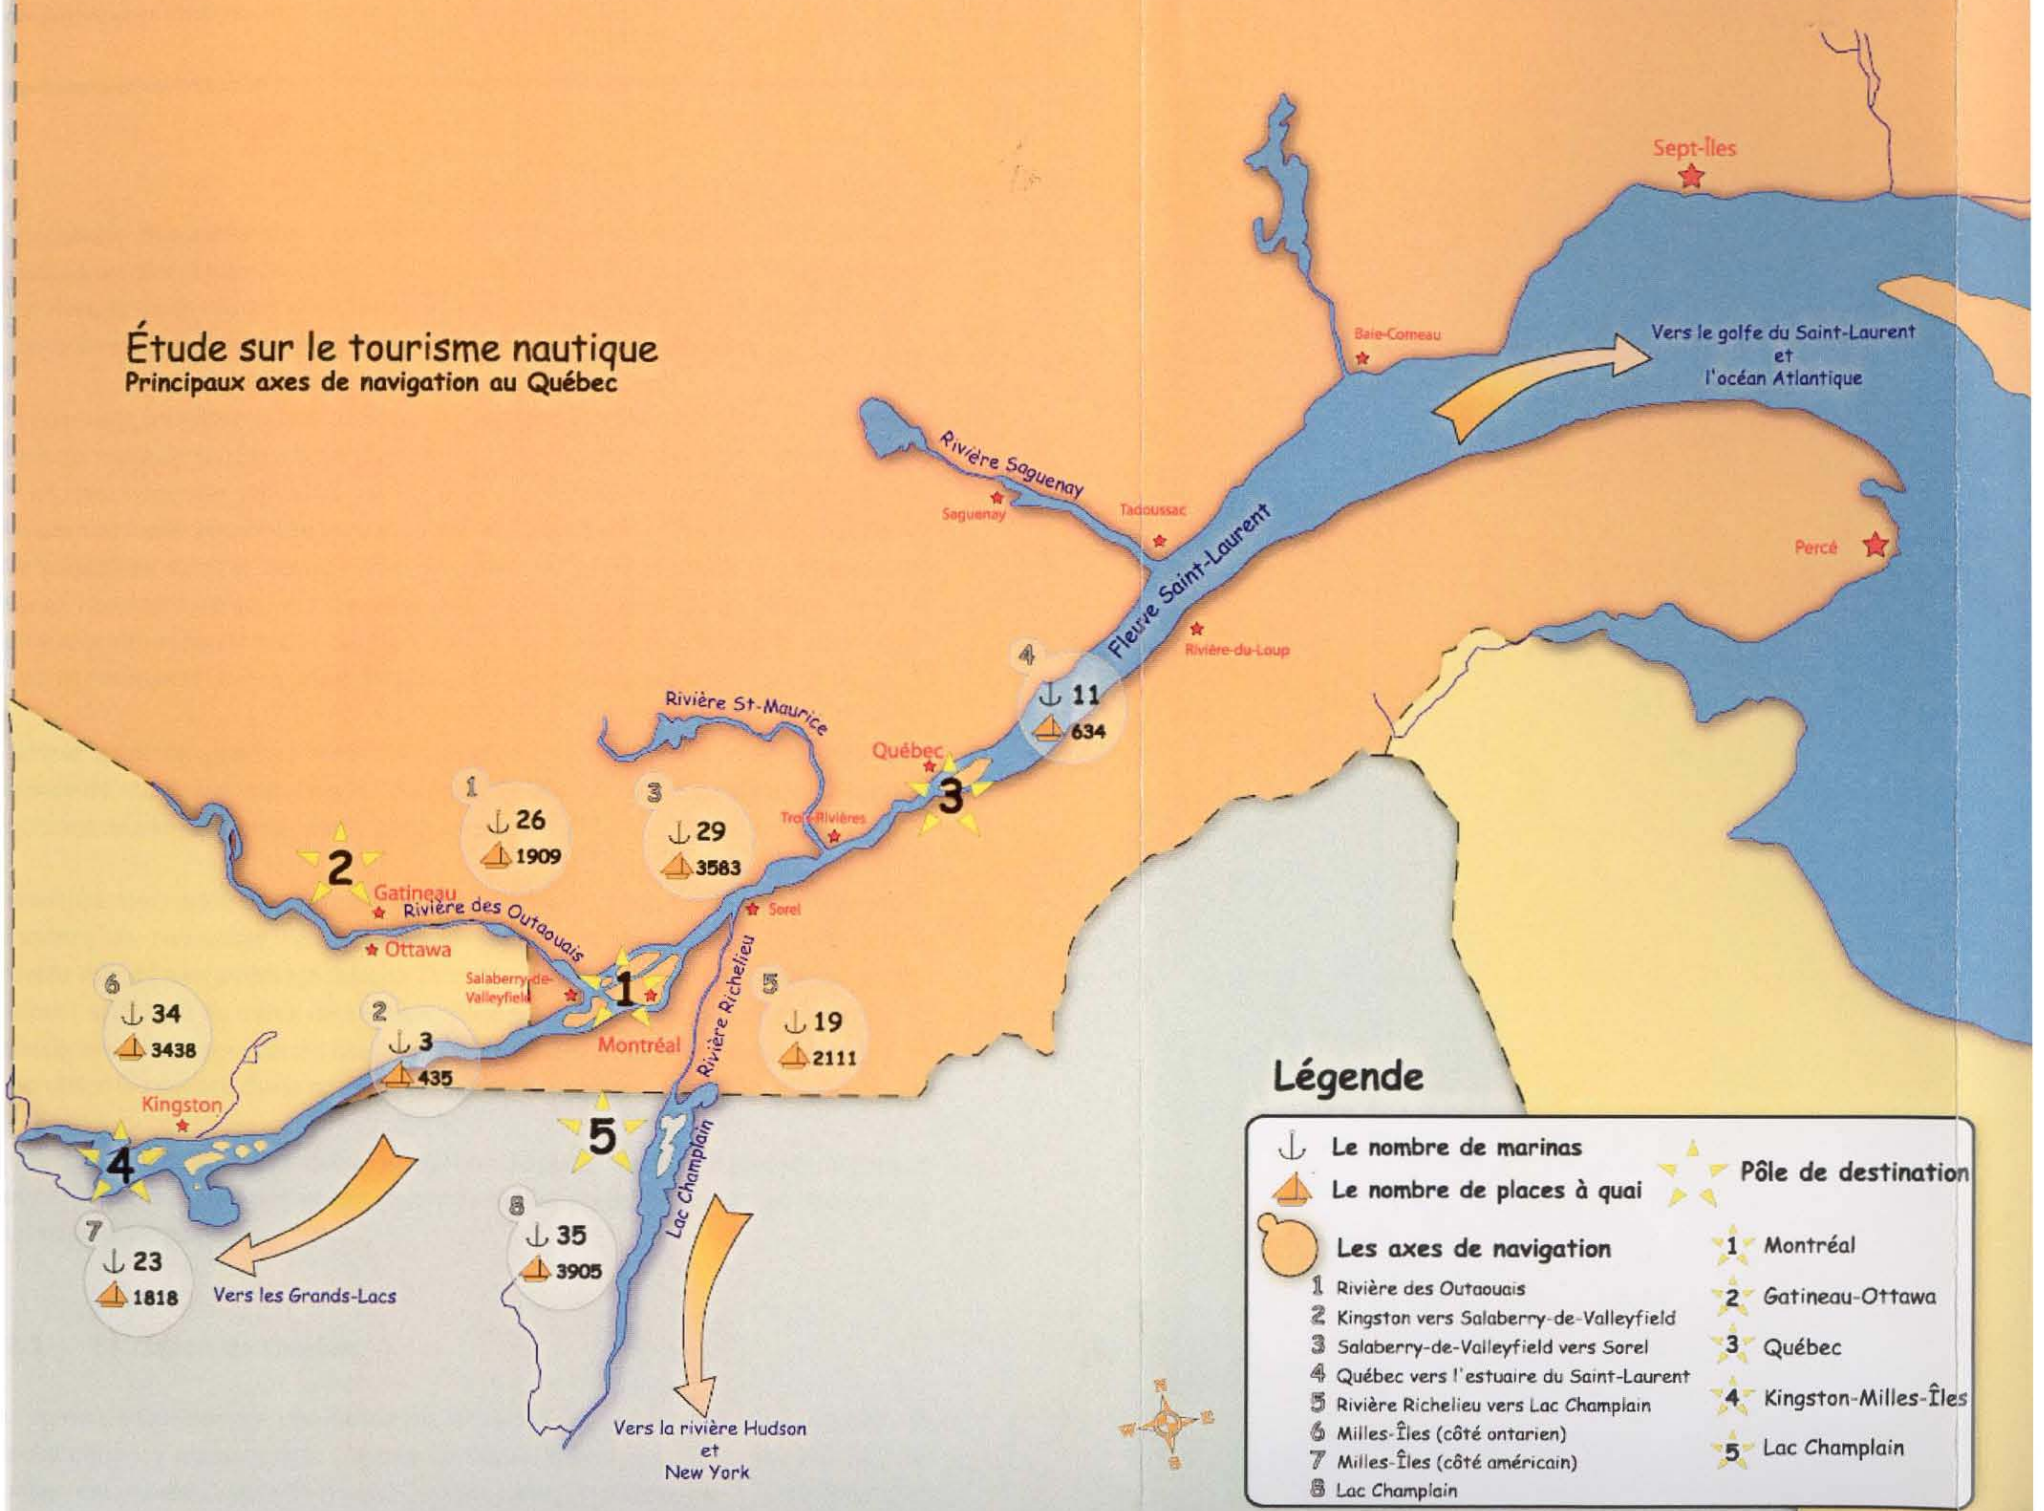 Étude sur le tourisme nautique
Principaux axes de navigation au Québec
Sept-Îles
Baie-Comeau
Vers le golfe du Saint-Laurent
et
l'océan Atlantique
Rivière Saguenay
Saguenay
Tadoussac
Fleuve Saint-Laurent
Percé
Rivière-du-Loup
4
11
634
Rivière St-Maurice
Québec
3
1
26
1909
3
29
3583
Trois-Rivières
2
Gatineau
Rivière des Outaouais
Ottawa
Sorel
Salaberry-de-
Valleyfield
1
Montréal
Rivière Richelieu
5
19
2111
6
34
3438
2
3
435
Kingston
4
5
Lac Champlain
7
23
1818
Vers les Grands-Lacs
8
35
3905
Vers la rivière Hudson
et
New York
N
W
E
S
Légende
Le nombre de marinas
Le nombre de places à quai
Les axes de navigation
1 Rivière des Outaouais
2 Kingston vers Salaberry-de-Valleyfield
3 Salaberry-de-Valleyfield vers Sorel
4 Québec vers l'estuaire du Saint-Laurent
5 Rivière Richelieu vers Lac Champlain
6 Milles-Îles (côté ontarien)
7 Milles-Îles (côté américain)
8 Lac Champlain
Pôle de destination
1 Montréal
2 Gatineau-Ottawa
3 Québec
4 Kingston-Milles-Îles
5 Lac Champlain